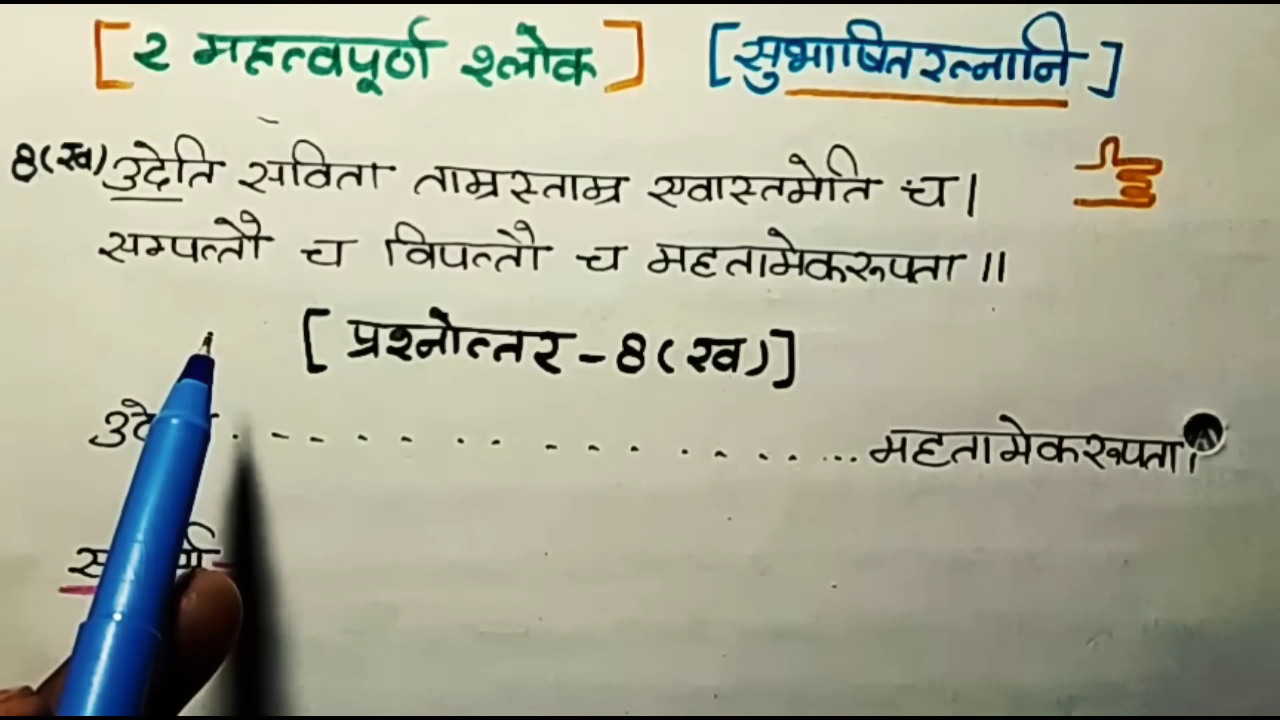 [२ महत्वपूर्ण श्लोक] [सुभाषितरत्नानि]
8(ख) उदेति सविता ताम्रस्ताम्र एवास्तमेति च।
सम्पत्तौ च विपत्तौ च महतामेकरूपता॥
[प्रश्नोत्तर-8(ख)]
................ महतामेकरूपता।